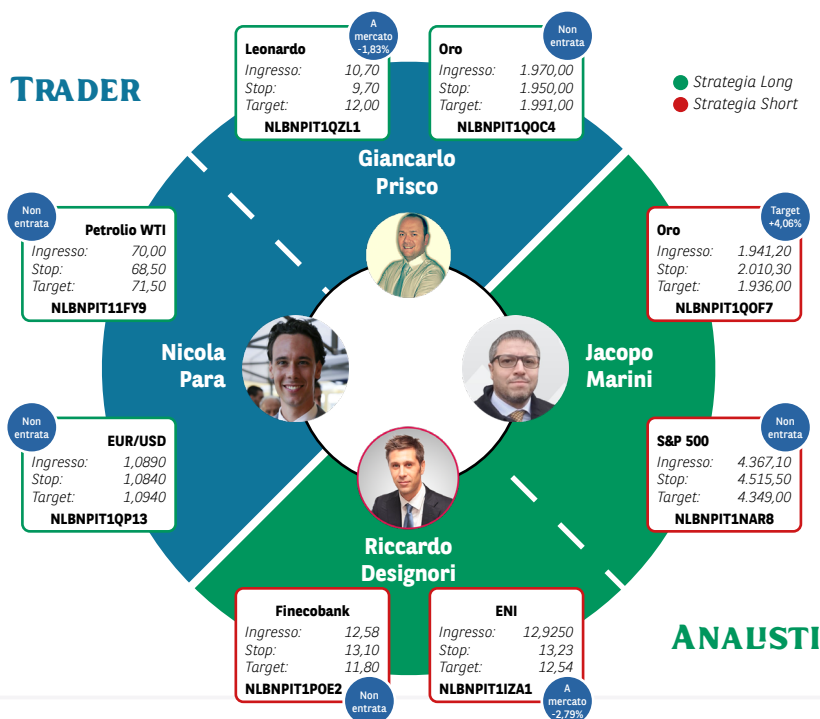 TRADER
Leonardo
A
mercato
-1,83%
Ingresso: 10,70
Stop: 9,70
Target: 12,00
NLBNPIT1QZL1
Oro
Non
entrata
Ingresso: 1.970,00
Stop: 1.950,00
Target: 1.991,00
NLBNPIT1QOC4
Strategia Long
Strategia Short
Giancarlo
Prisco
Non
entrata
Petrolio WTI
Ingresso: 70,00
Stop: 68,50
Target: 71,50
NLBNPIT11FY9
Oro
Target
+4,06%
Ingresso: 1.941,20
Stop: 2.010,30
Target: 1.936,00
NLBNPIT1QOF7
Nicola
Para
Jacopo
Marini
Non
entrata
EUR/USD
Ingresso: 1,0890
Stop: 1,0840
Target: 1,0940
NLBNPIT1QP13
S&P 500
Non
entrata
Ingresso: 4.367,10
Stop: 4.515,50
Target: 4.349,00
NLBNPIT1NAR8
Riccardo
Designori
Finecobank
Ingresso: 12,58
Stop: 13,10
Target: 11,80
NLBNPIT1POE2
Non
entrata
ENI
Ingresso: 12,9250
Stop: 13,23
Target: 12,54
NLBNPIT1IZA1
A
mercato
-2,79%
ANALISTI